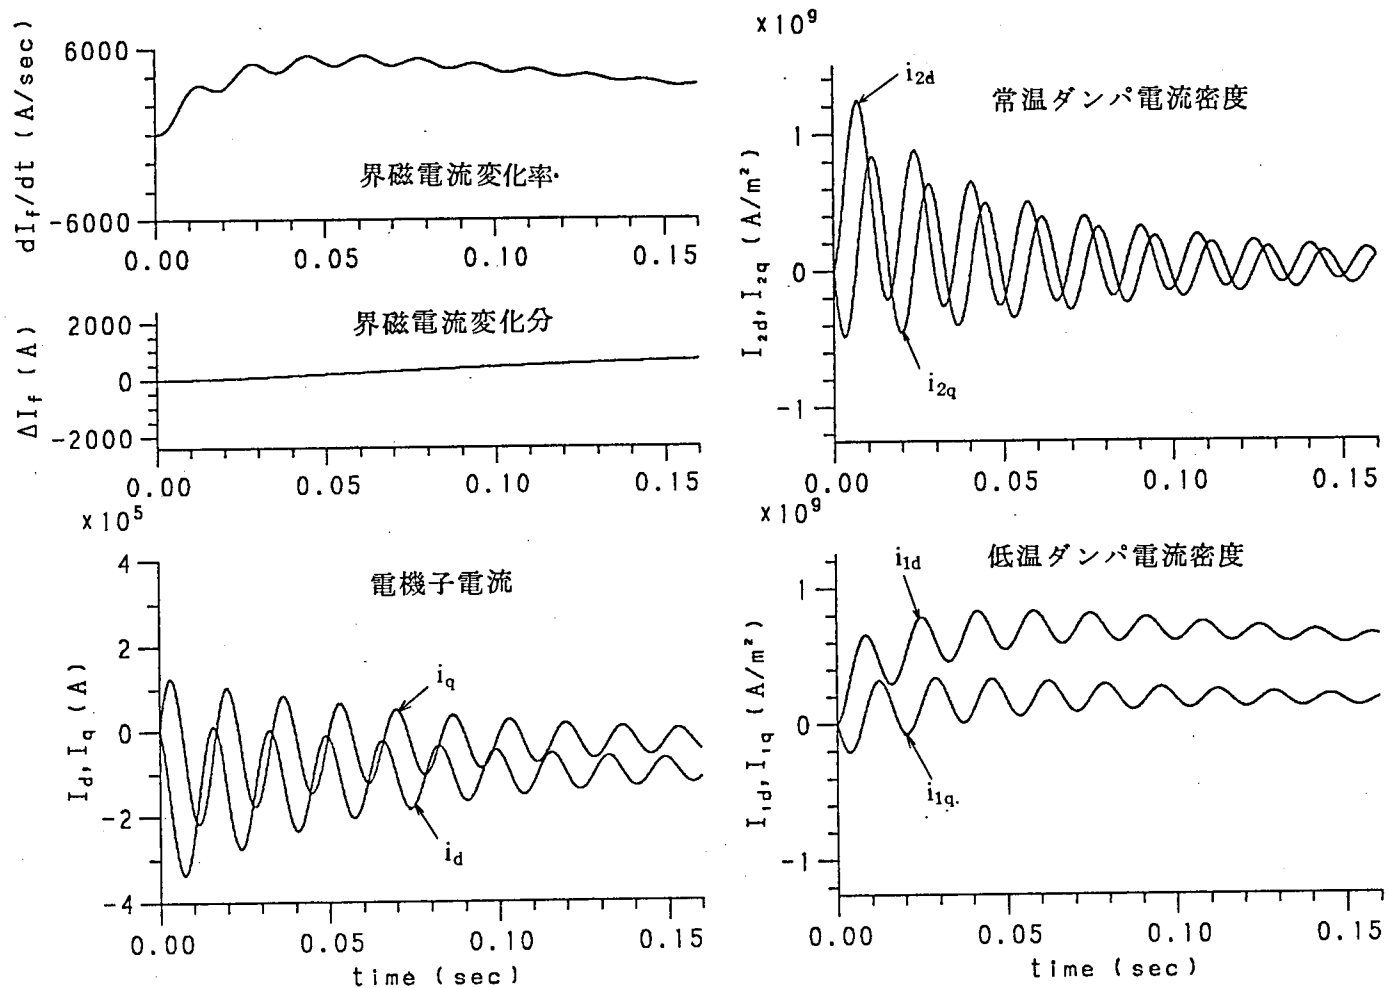 dI_f/dt (A/sec)
6000
-6000
界磁電流変化率
0.00 0.05 0.10 0.15
ΔI_f (A)
2000
0
-2000
界磁電流変化分
0.00 0.05 0.10 0.15
×10⁵
I_d, I_q (A)
4
2
0
-2
-4
電機子電流
i_q
i_d
0.00 0.05 0.10 0.15
time (sec)
×10⁹
I_2d, I_2q (A/m²)
1
0
-1
i_2d
常温ダンパ電流密度
i_2q
0.00 0.05 0.10 0.15
×10⁹
I_1d, I_1q (A/m²)
1
0
-1
i_1d
低温ダンパ電流密度
i_1q
0.00 0.05 0.10 0.15
time (sec)